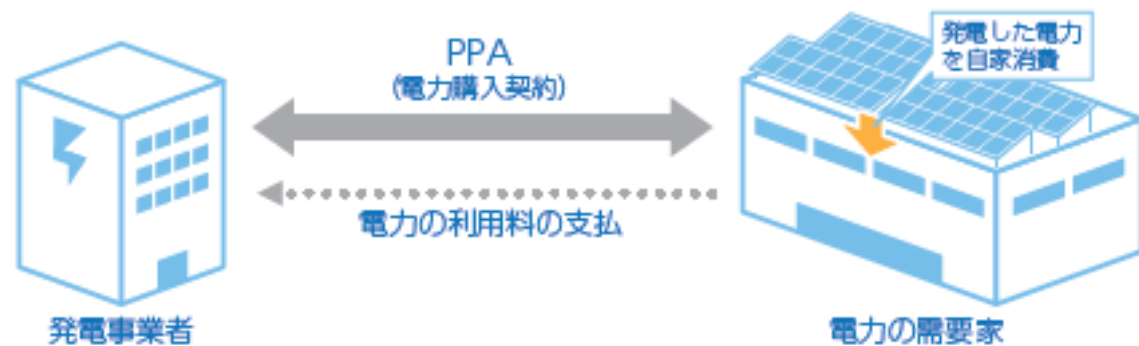 PPA
(電力購入契約)
発電した電力
を自家消費
電力の利用料の支払
発電事業者
電力の需要家